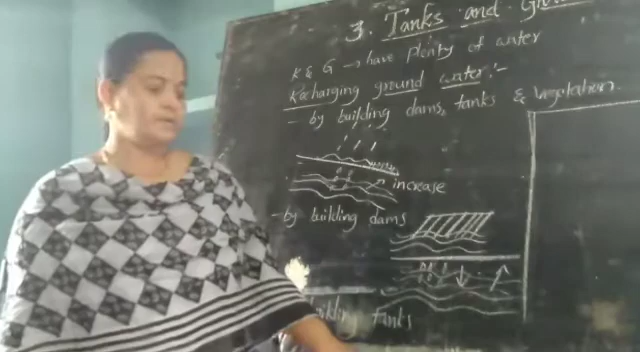 3. Tanks and
K & G → have plenty of water
Recharging ground water:-
- by building dams, tanks & Vegetation.
increase
- by building dams
tanks